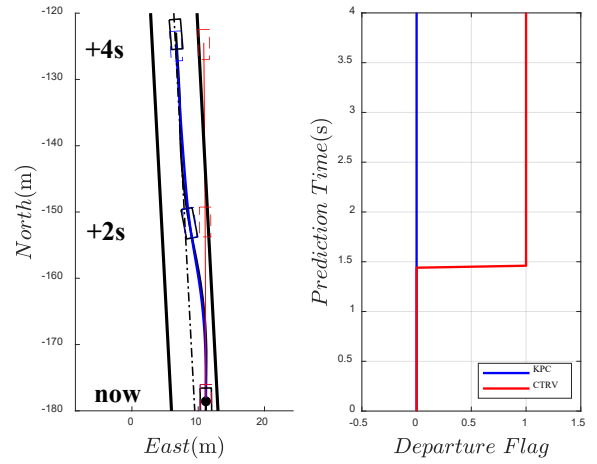 -120
-130
-140
-150
-160
-170
-180
0
10
20
North(m)
East(m)
+4s
+2s
now
4
3.5
3
2.5
2
1.5
1
0.5
0
-0.5
0
0.5
1
1.5
Prediction Time(s)
Departure Flag
KPC
CTRV